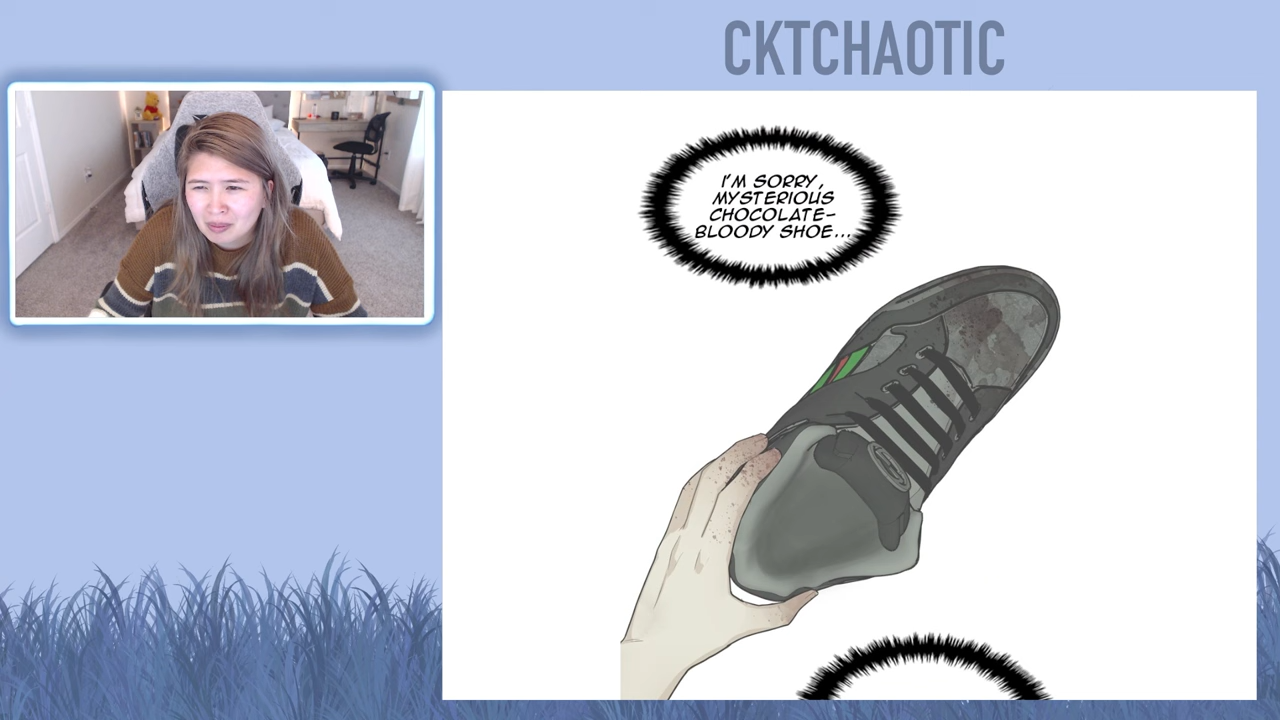 CKTCHAOTIC
I'M SORRY,
MYSTERIOUS
CHOCOLATE-
BLOODY SHOE...